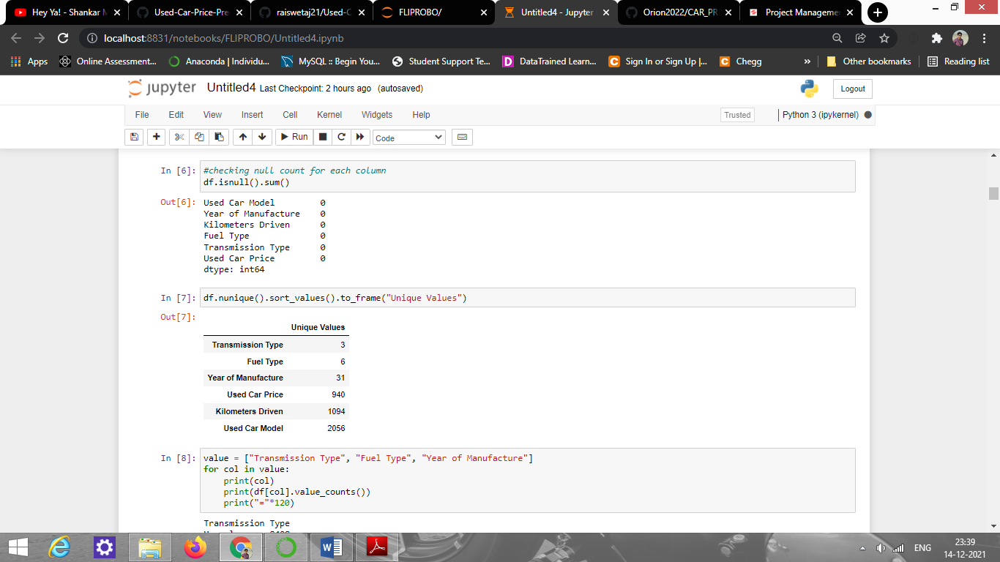 Hey Ya! - Shankar M
Used-Car-Price-Pre
raiswetaj21/Used-C
FLIPROBO/
Untitled4 - Jupyter
Orion2022/CAR_PR
Project Manageme
localhost:8831/notebooks/FLIPROBO/Untitled4.ipynb
Apps Online Assessment... Anaconda | Individu... MySQL :: Begin You... Student Support Te... DataTrained Learn... Sign In or Sign Up |... Chegg » Other bookmarks Reading list
jupyter Untitled4 Last Checkpoint: 2 hours ago (autosaved) Logout
File Edit View Insert Cell Kernel Widgets Help Trusted Python 3 (ipykernel)
Run Code
In [6]: #checking null count for each column
df.isnull().sum()
Out[6]: Used Car Model 0
Year of Manufacture 0
Kilometers Driven 0
Fuel Type 0
Transmission Type 0
Used Car Price 0
dtype: int64
In [7]: df.nunique().sort_values().to_frame("Unique Values")
Out[7]:
Unique Values
Transmission Type 3
Fuel Type 6
Year of Manufacture 31
Used Car Price 940
Kilometers Driven 1094
Used Car Model 2056
In [8]: value = ["Transmission Type", "Fuel Type", "Year of Manufacture"]
for col in value:
print(col)
print(df[col].value_counts())
print("="*120)
Transmission Type
ENG
23:39
14-12-2021